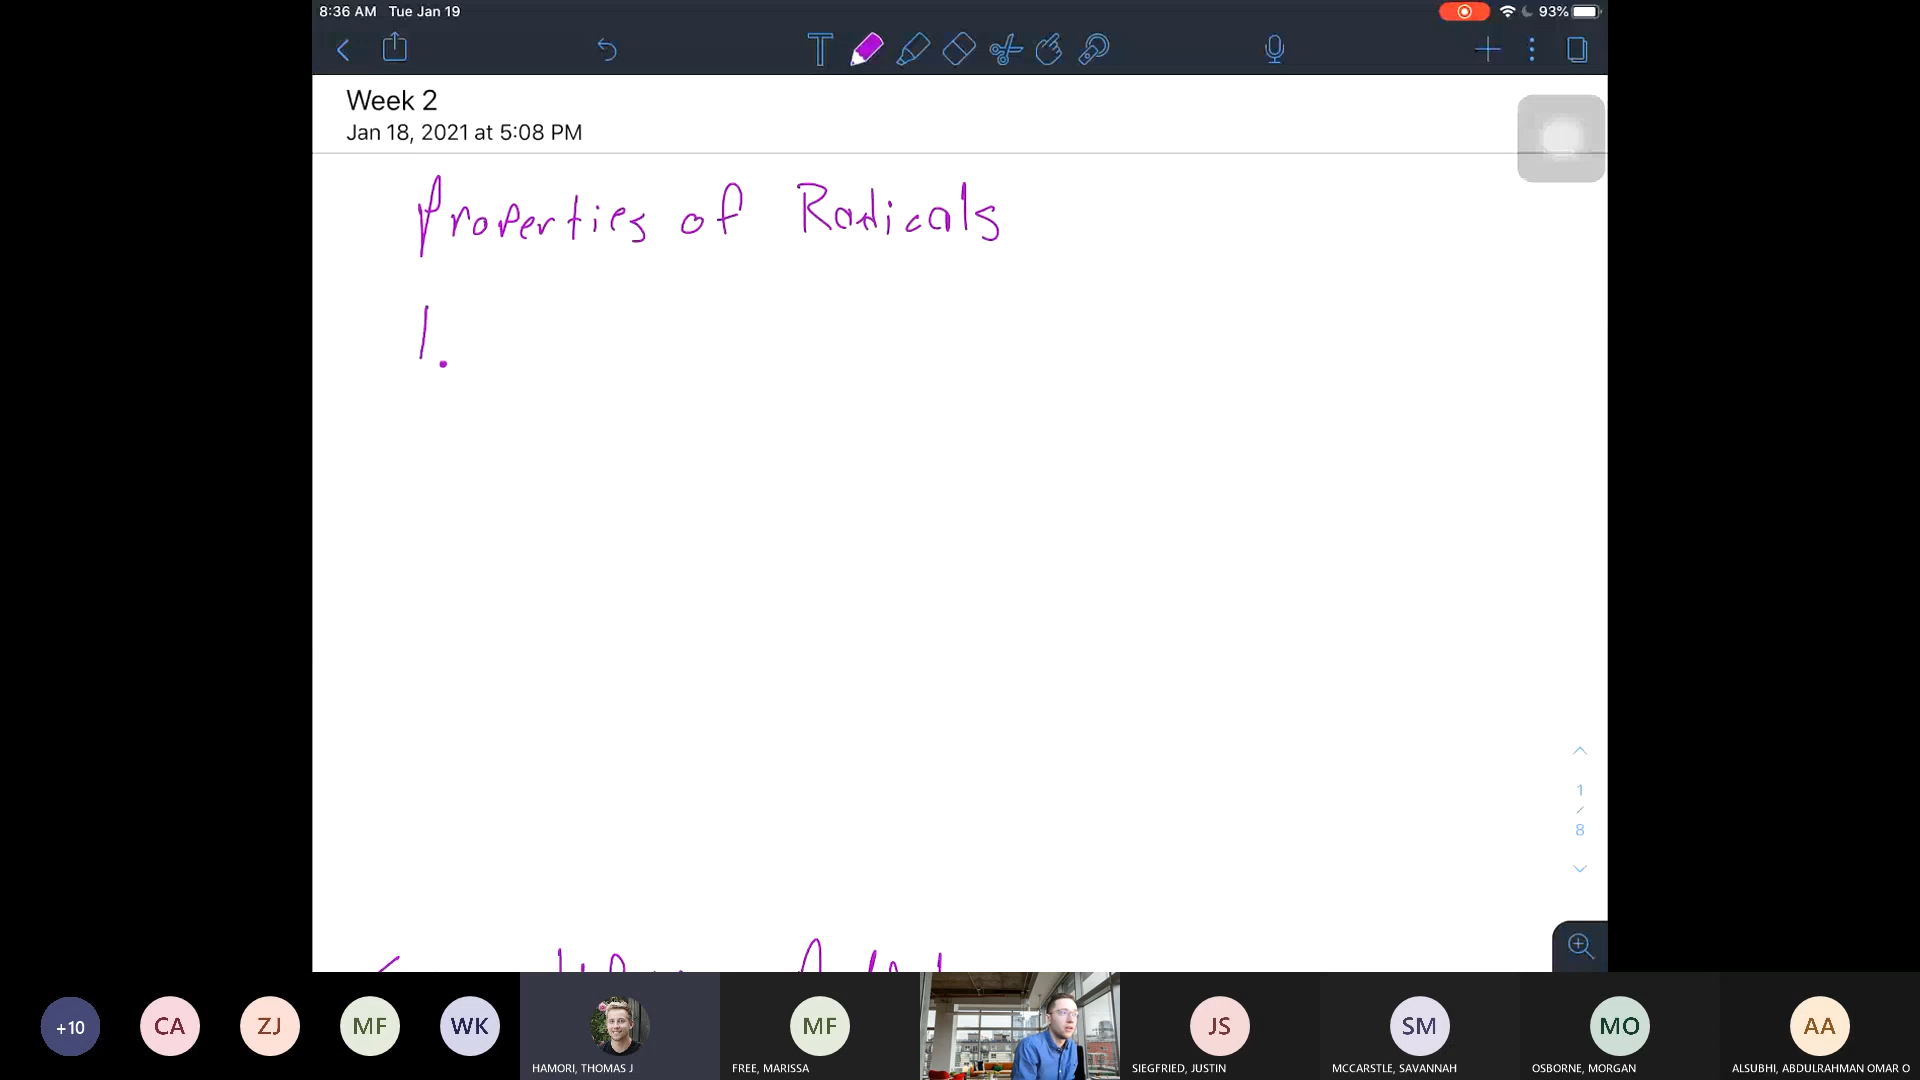 8:36 AM Tue Jan 19
93%
Week 2
Jan 18, 2021 at 5:08 PM
Properties of Radicals
1.
1
/
8
+10
CA
ZJ
MF
WK
HAMORI, THOMAS J
MF
FREE, MARISSA
JS
SIEGFRIED, JUSTIN
SM
MCCARSTLE, SAVANNAH
MO
OSBORNE, MORGAN
AA
ALSUBHI, ABDULRAHMAN OMAR O